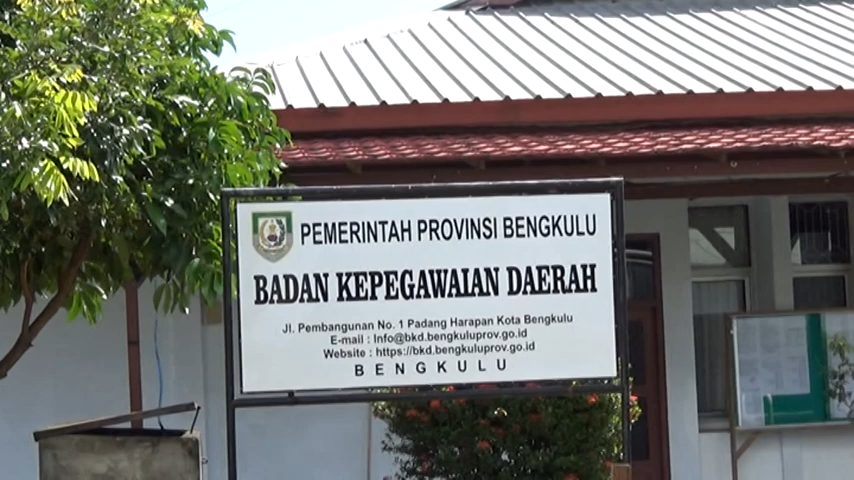 PEMERINTAH PROVINSI BENGKULU
BADAN KEPEGAWAIAN DAERAH
Jl. Pembangunan No. 1 Padang Harapan Kota Bengkulu
E-mail : Info@bkd.bengkuluprov.go.id
Website : https://bkd.bengkuluprov.go.id
BENGKULU